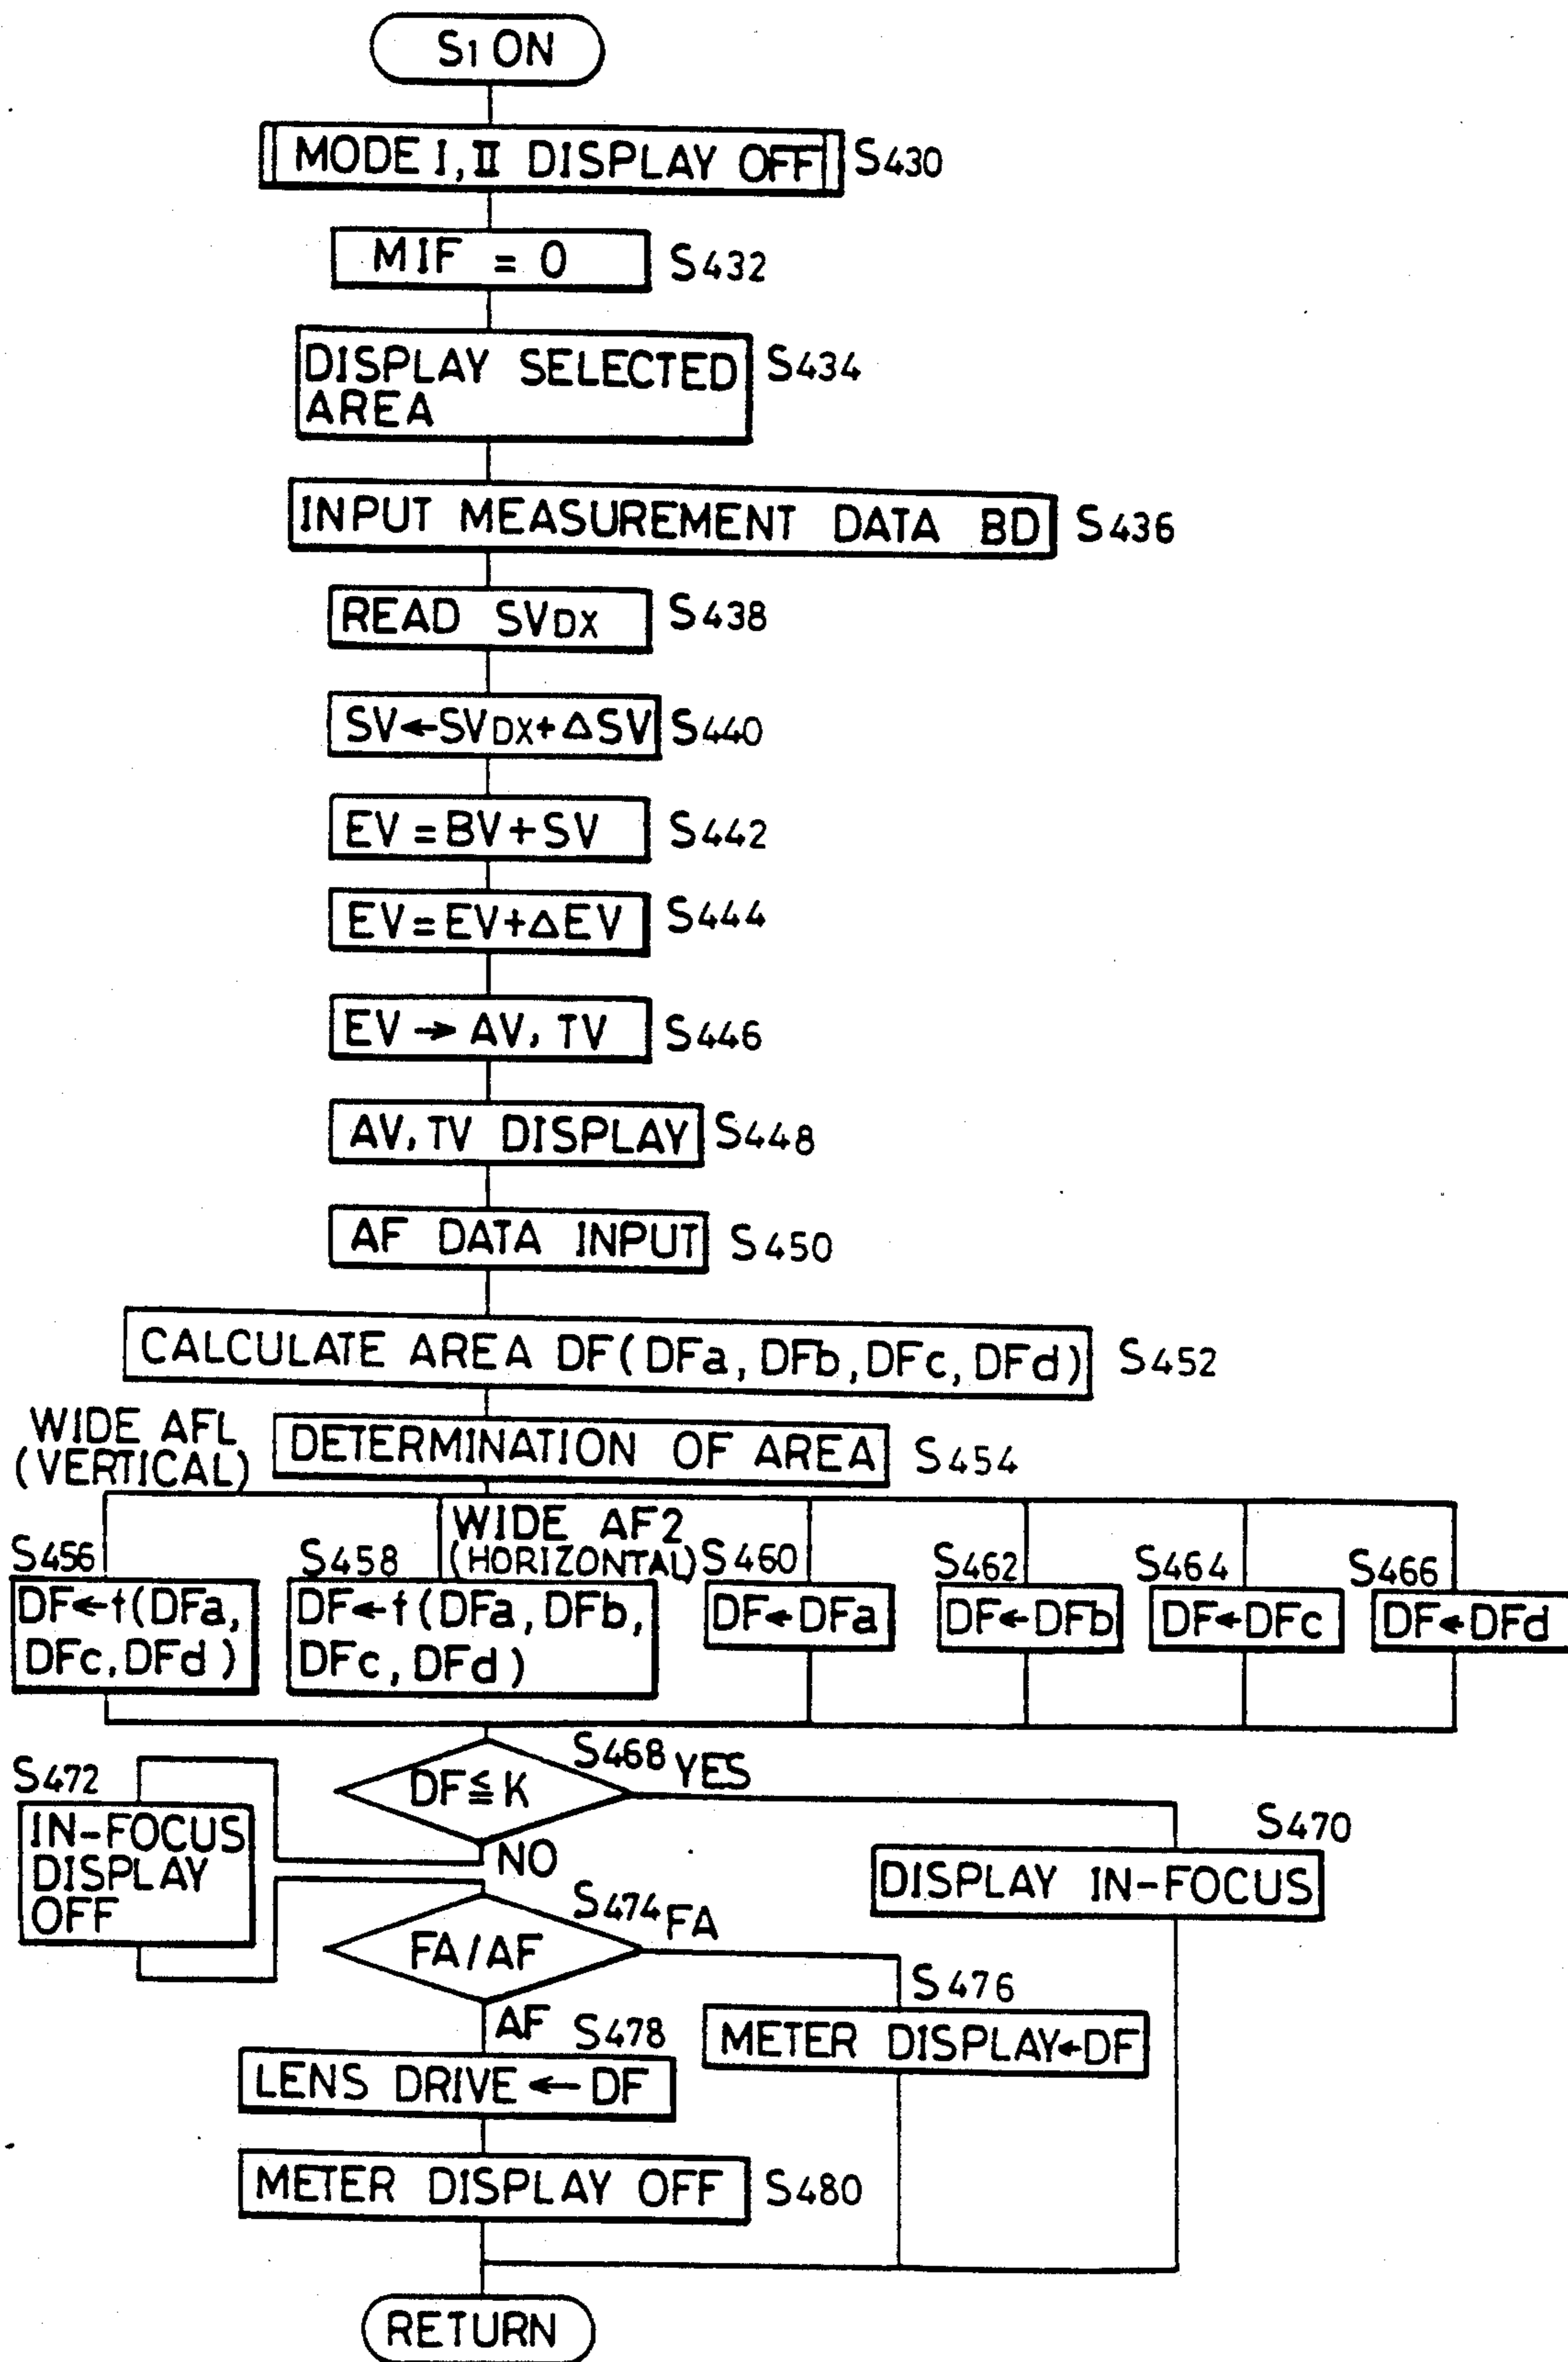 S1 ON
MODE I, II DISPLAY OFF S430
MIF = 0 S432
DISPLAY SELECTED S434
AREA
INPUT MEASUREMENT DATA BD S436
READ SVDX S438
SV←SVDX+ΔSV S440
EV=BV+SV S442
EV=EV+ΔEV S444
EV→AV, TV S446
AV, TV DISPLAY S448
AF DATA INPUT S450
CALCULATE AREA DF(DFa, DFb, DFc, DFd) S452
WIDE AFL
(VERTICAL)
DETERMINATION OF AREA S454
WIDE AF2
(HORIZONTAL)
S456
DF←f(DFa,
DFc, DFd)
S458
DF←f(DFa, DFb,
DFc, DFd)
S460
DF←DFa
S462
DF←DFb
S464
DF←DFc
S466
DF←DFd
S468
DF≦K
YES
NO
S470
DISPLAY IN-FOCUS
S472
IN-FOCUS
DISPLAY
OFF
S474
FA/AF
FA
AF
S476
METER DISPLAY←DF
S478
LENS DRIVE←DF
METER DISPLAY OFF S480
RETURN